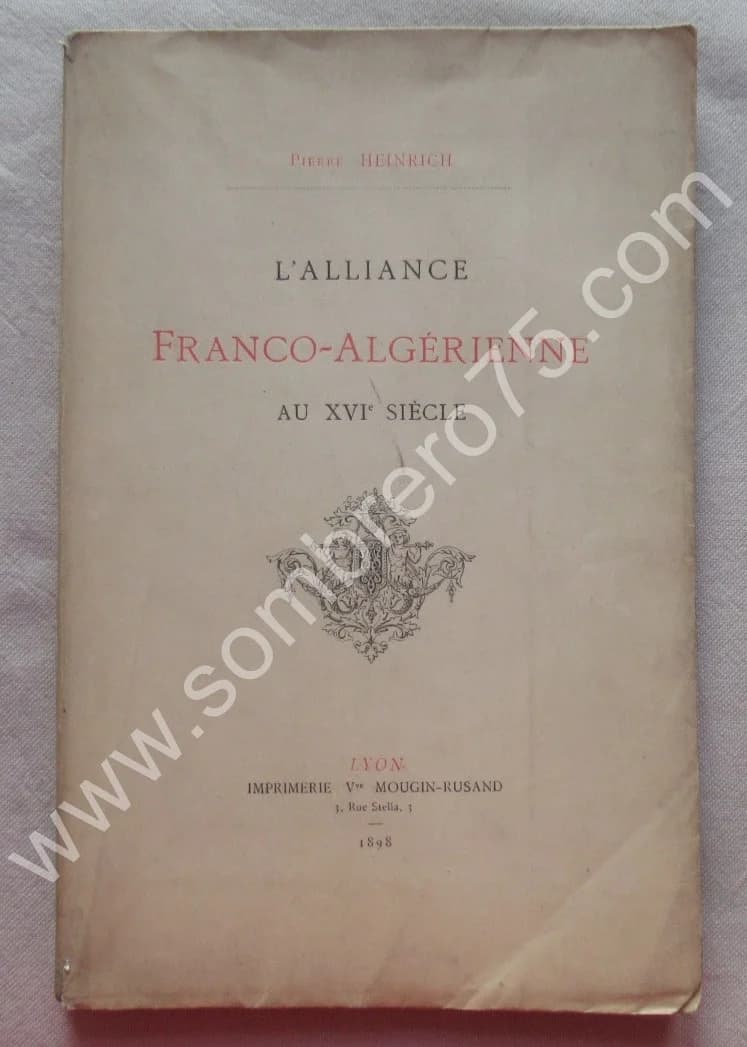 Pierre HEINRICH
L'ALLIANCE
FRANCO-ALGÉRIENNE
AU XVIe SIÈCLE
LYON
IMPRIMERIE Vve MOUGIN-RUSAND
3, Rue Stella, 3
1898
www.sombrero75.com